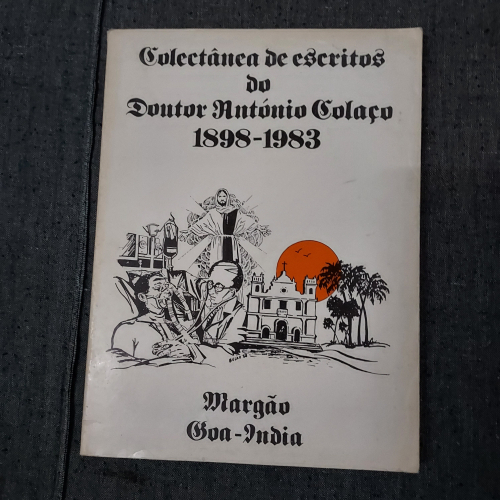 Colectânea de escritos
do
Doutor António Colaço
1898-1983
Margão
Goa-India